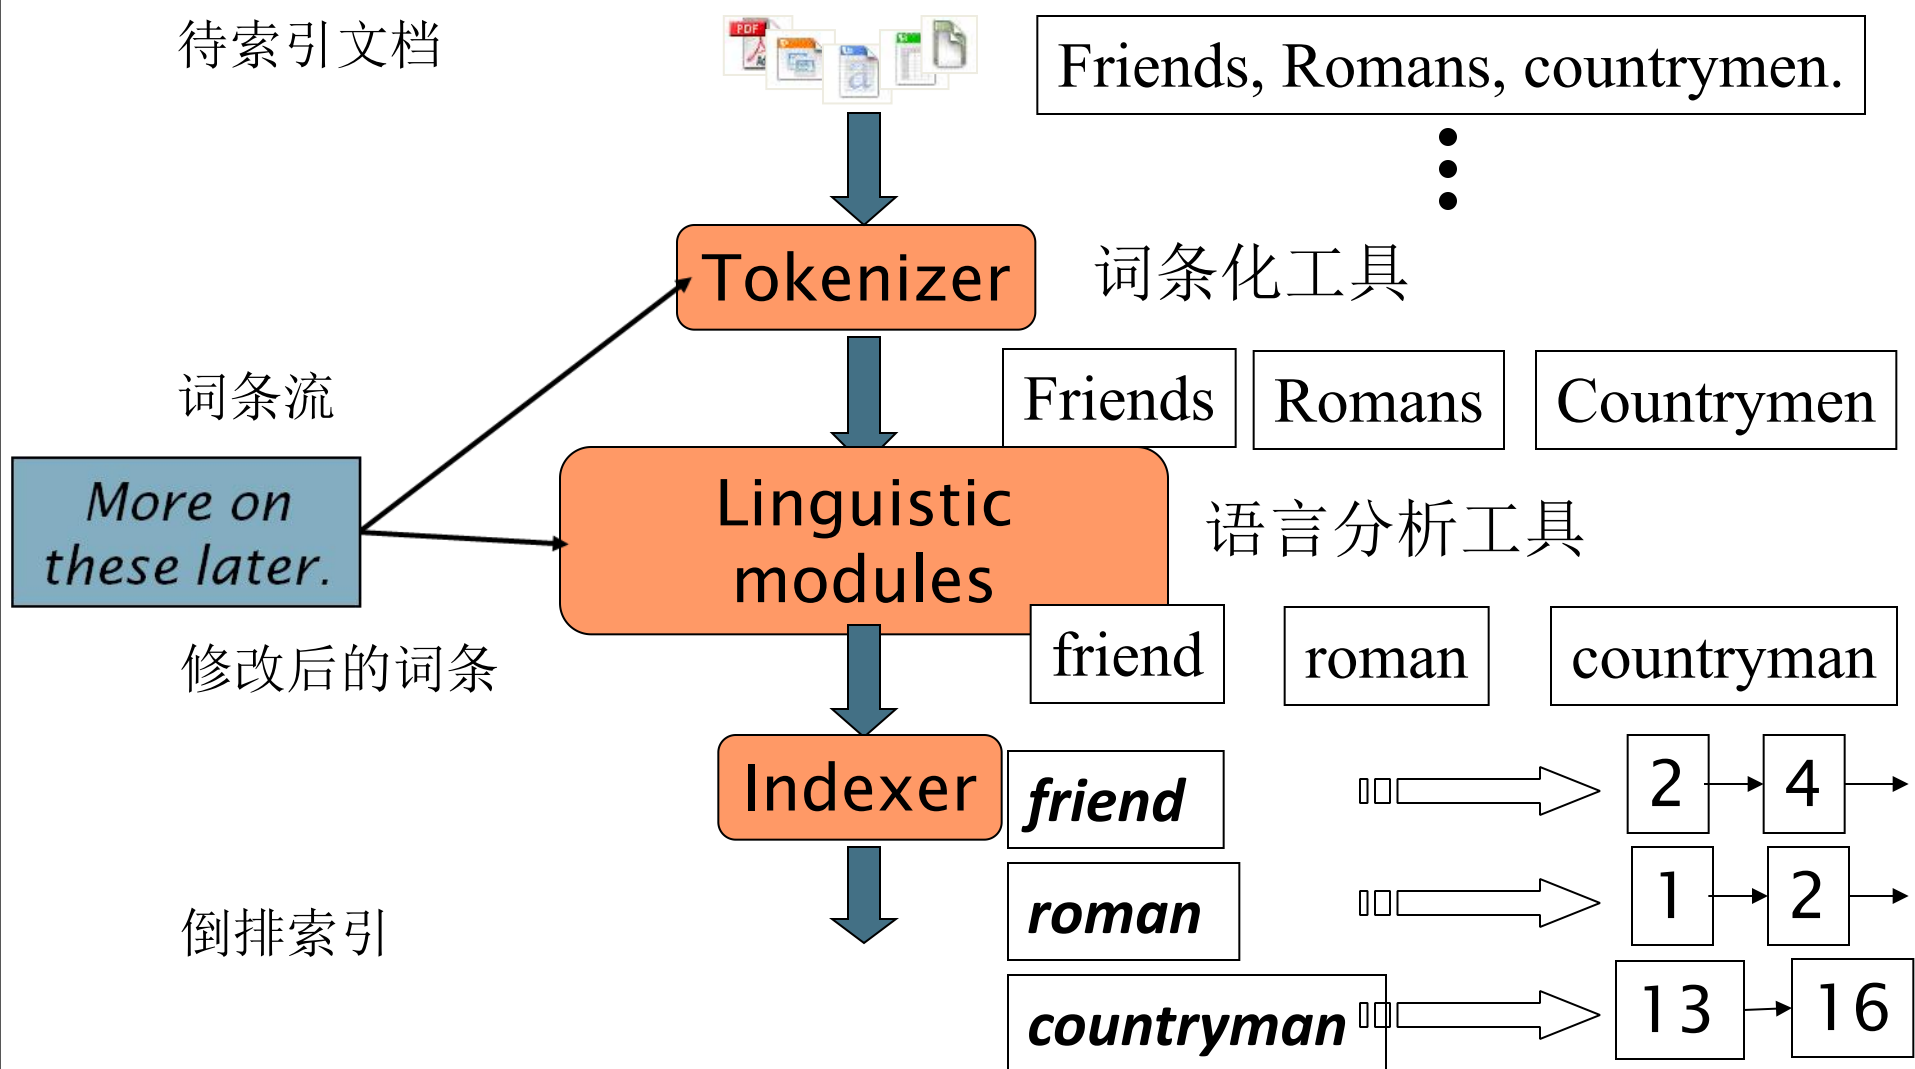 待索引文档
PDF
Friends, Romans, countrymen.
Tokenizer
词条化工具
词条流
Friends
Romans
Countrymen
More on
these later.
Linguistic
modules
语言分析工具
修改后的词条
friend
roman
countryman
Indexer
friend
2
4
roman
1
2
倒排索引
countryman
13
16